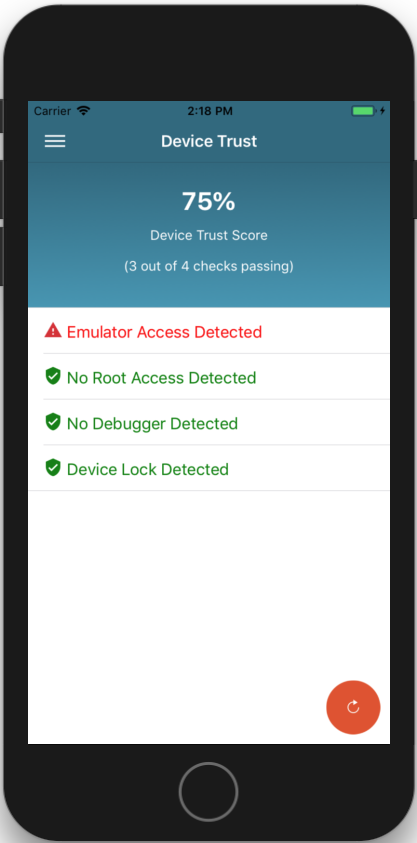 Carrier
2:18 PM
Device Trust
75%
Device Trust Score
(3 out of 4 checks passing)
Emulator Access Detected
No Root Access Detected
No Debugger Detected
Device Lock Detected